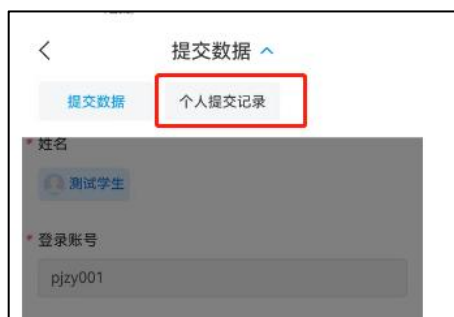 提交数据
提交数据 个人提交记录
* 姓名
测试学生
* 登录账号
pjzy001